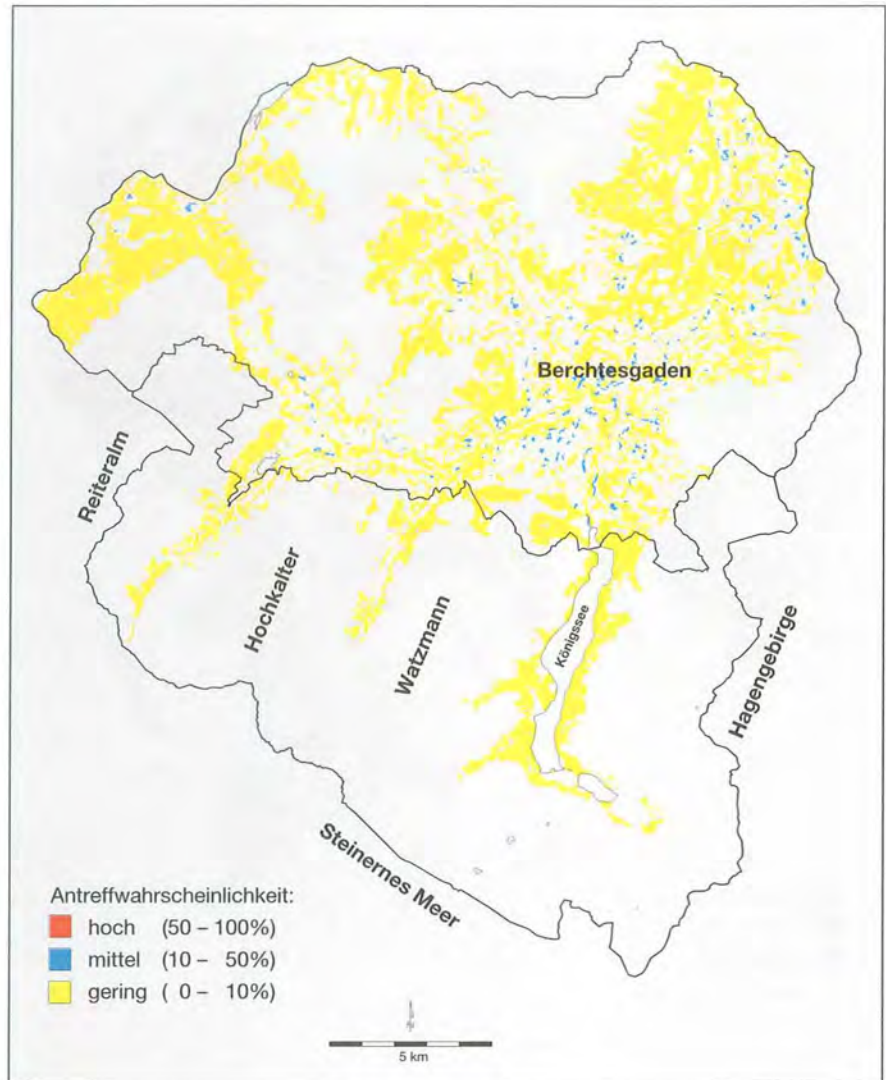 Berchtesgaden
Reiteralm
Hochkalter
Watzmann
Königssee
Hagengebirge
Steinernes Meer
Antreffwahrscheinlichkeit:
hoch (50 – 100%)
mittel (10 – 50%)
gering ( 0 – 10%)
5 km